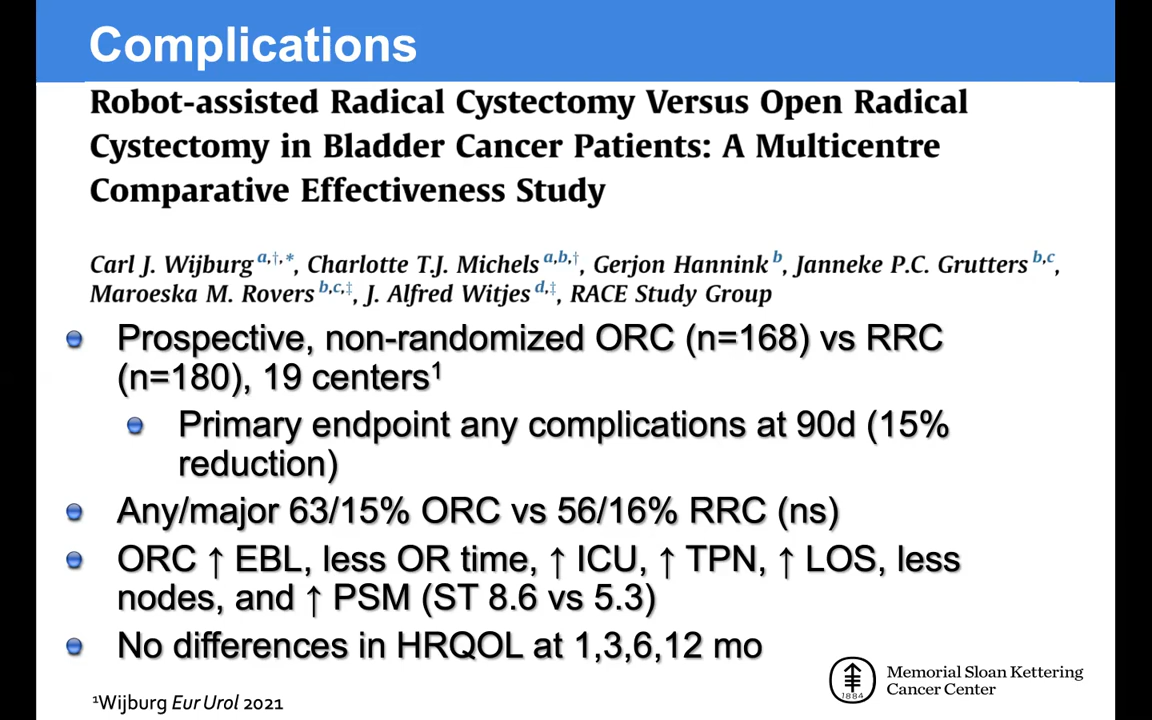 Complications
Robot-assisted Radical Cystectomy Versus Open Radical
Cystectomy in Bladder Cancer Patients: A Multicentre
Comparative Effectiveness Study
Carl J. Wijburg a,†,*, Charlotte T.J. Michels a,b,†, Gerjon Hannink b, Janneke P.C. Grutters b,c,
Maroeska M. Rovers b,c,‡, J. Alfred Witjes d,‡, RACE Study Group
Prospective, non-randomized ORC (n=168) vs RRC
(n=180), 19 centers1
Primary endpoint any complications at 90d (15%
reduction)
Any/major 63/15% ORC vs 56/16% RRC (ns)
ORC ↑ EBL, less OR time, ↑ ICU, ↑ TPN, ↑ LOS, less
nodes, and ↑ PSM (ST 8.6 vs 5.3)
No differences in HRQOL at 1,3,6,12 mo
1Wijburg Eur Urol 2021
1884
Memorial Sloan Kettering
Cancer Center